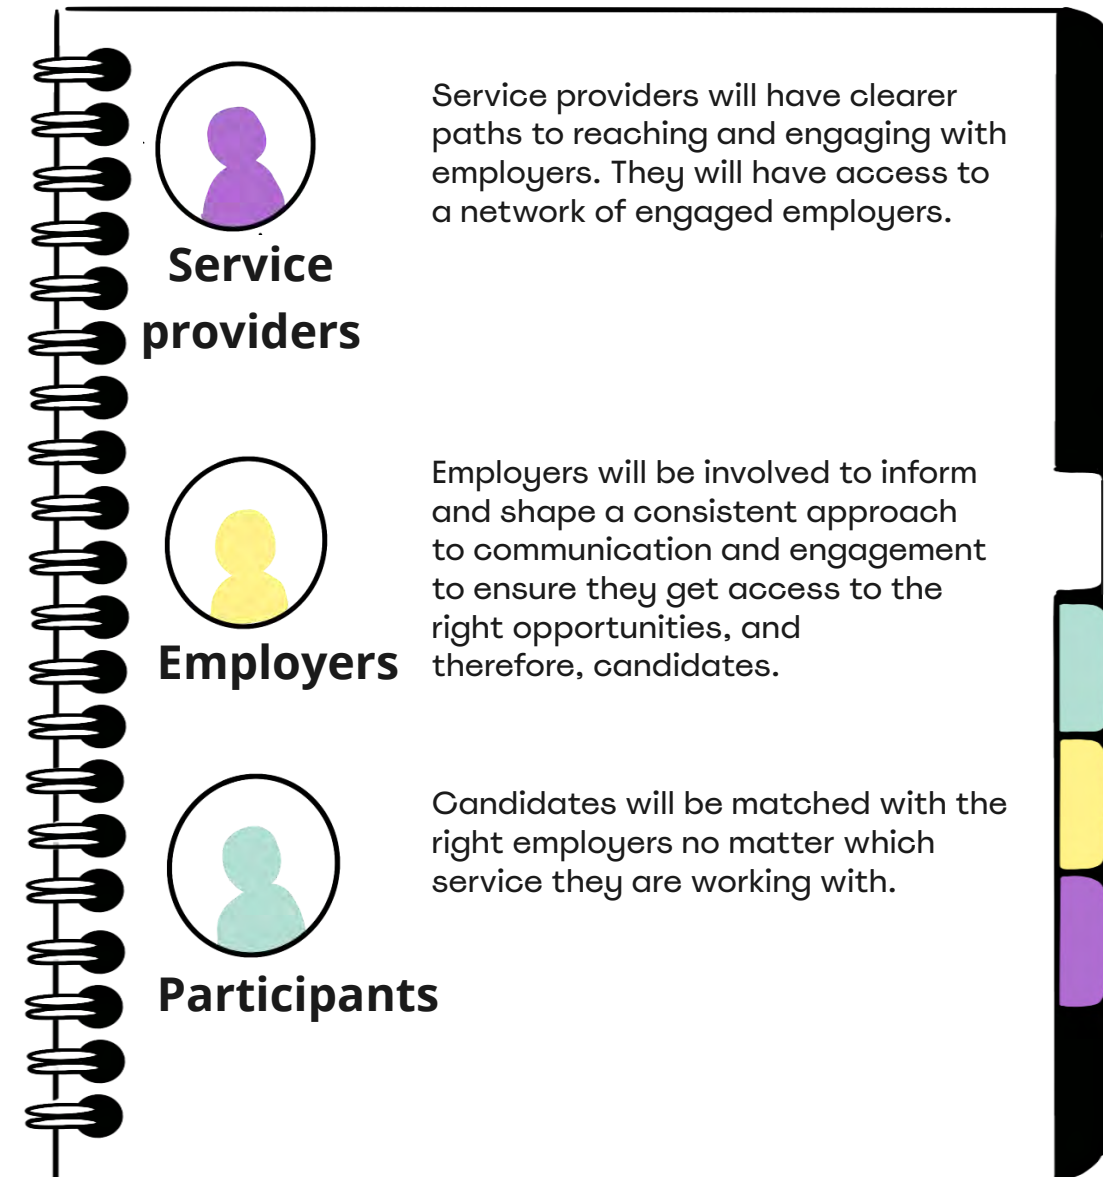 Service providers will have clearer
paths to reaching and engaging with
employers. They will have access to
a network of engaged employers.
Service
providers
Employers will be involved to inform
and shape a consistent approach
to communication and engagement
to ensure they get access to the
right opportunities, and
therefore, candidates.
Employers
Candidates will be matched with the
right employers no matter which
service they are working with.
Participants